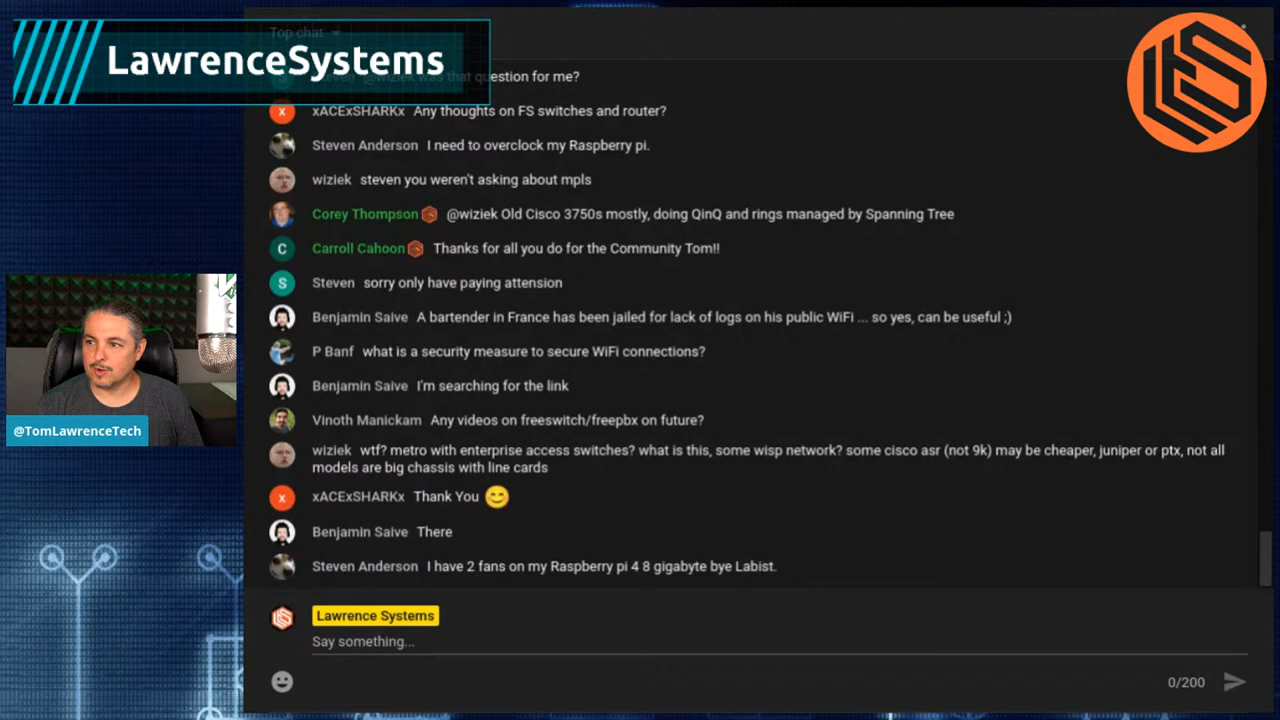 Top chat
LawrenceSystems
Steven @wiziek was that question for me?
xACExSHARKx Any thoughts on FS switches and router?
Steven Anderson I need to overclock my Raspberry pi.
wiziek steven you weren't asking about mpls
Corey Thompson @wiziek Old Cisco 3750s mostly, doing QinQ and rings managed by Spanning Tree
C Carroll Cahoon Thanks for all you do for the Community Tom!!
S Steven sorry only have paying attension
Benjamin Saive A bartender in France has been jailed for lack of logs on his public WiFi ... so yes, can be useful ;)
P Banf what is a security measure to secure WiFi connections?
Benjamin Saive I'm searching for the link
Vinoth Manickam Any videos on freeswitch/freepbx on future?
@TomLawrenceTech
wiziek wtf? metro with enterprise access switches? what is this, some wisp network? some cisco asr (not 9k) may be cheaper, juniper or ptx, not all
models are big chassis with line cards
x xACExSHARKx Thank You 😊
Benjamin Saive There
Steven Anderson I have 2 fans on my Raspberry pi 4 8 gigabyte bye Labist.
Lawrence Systems
Say something...
0/200